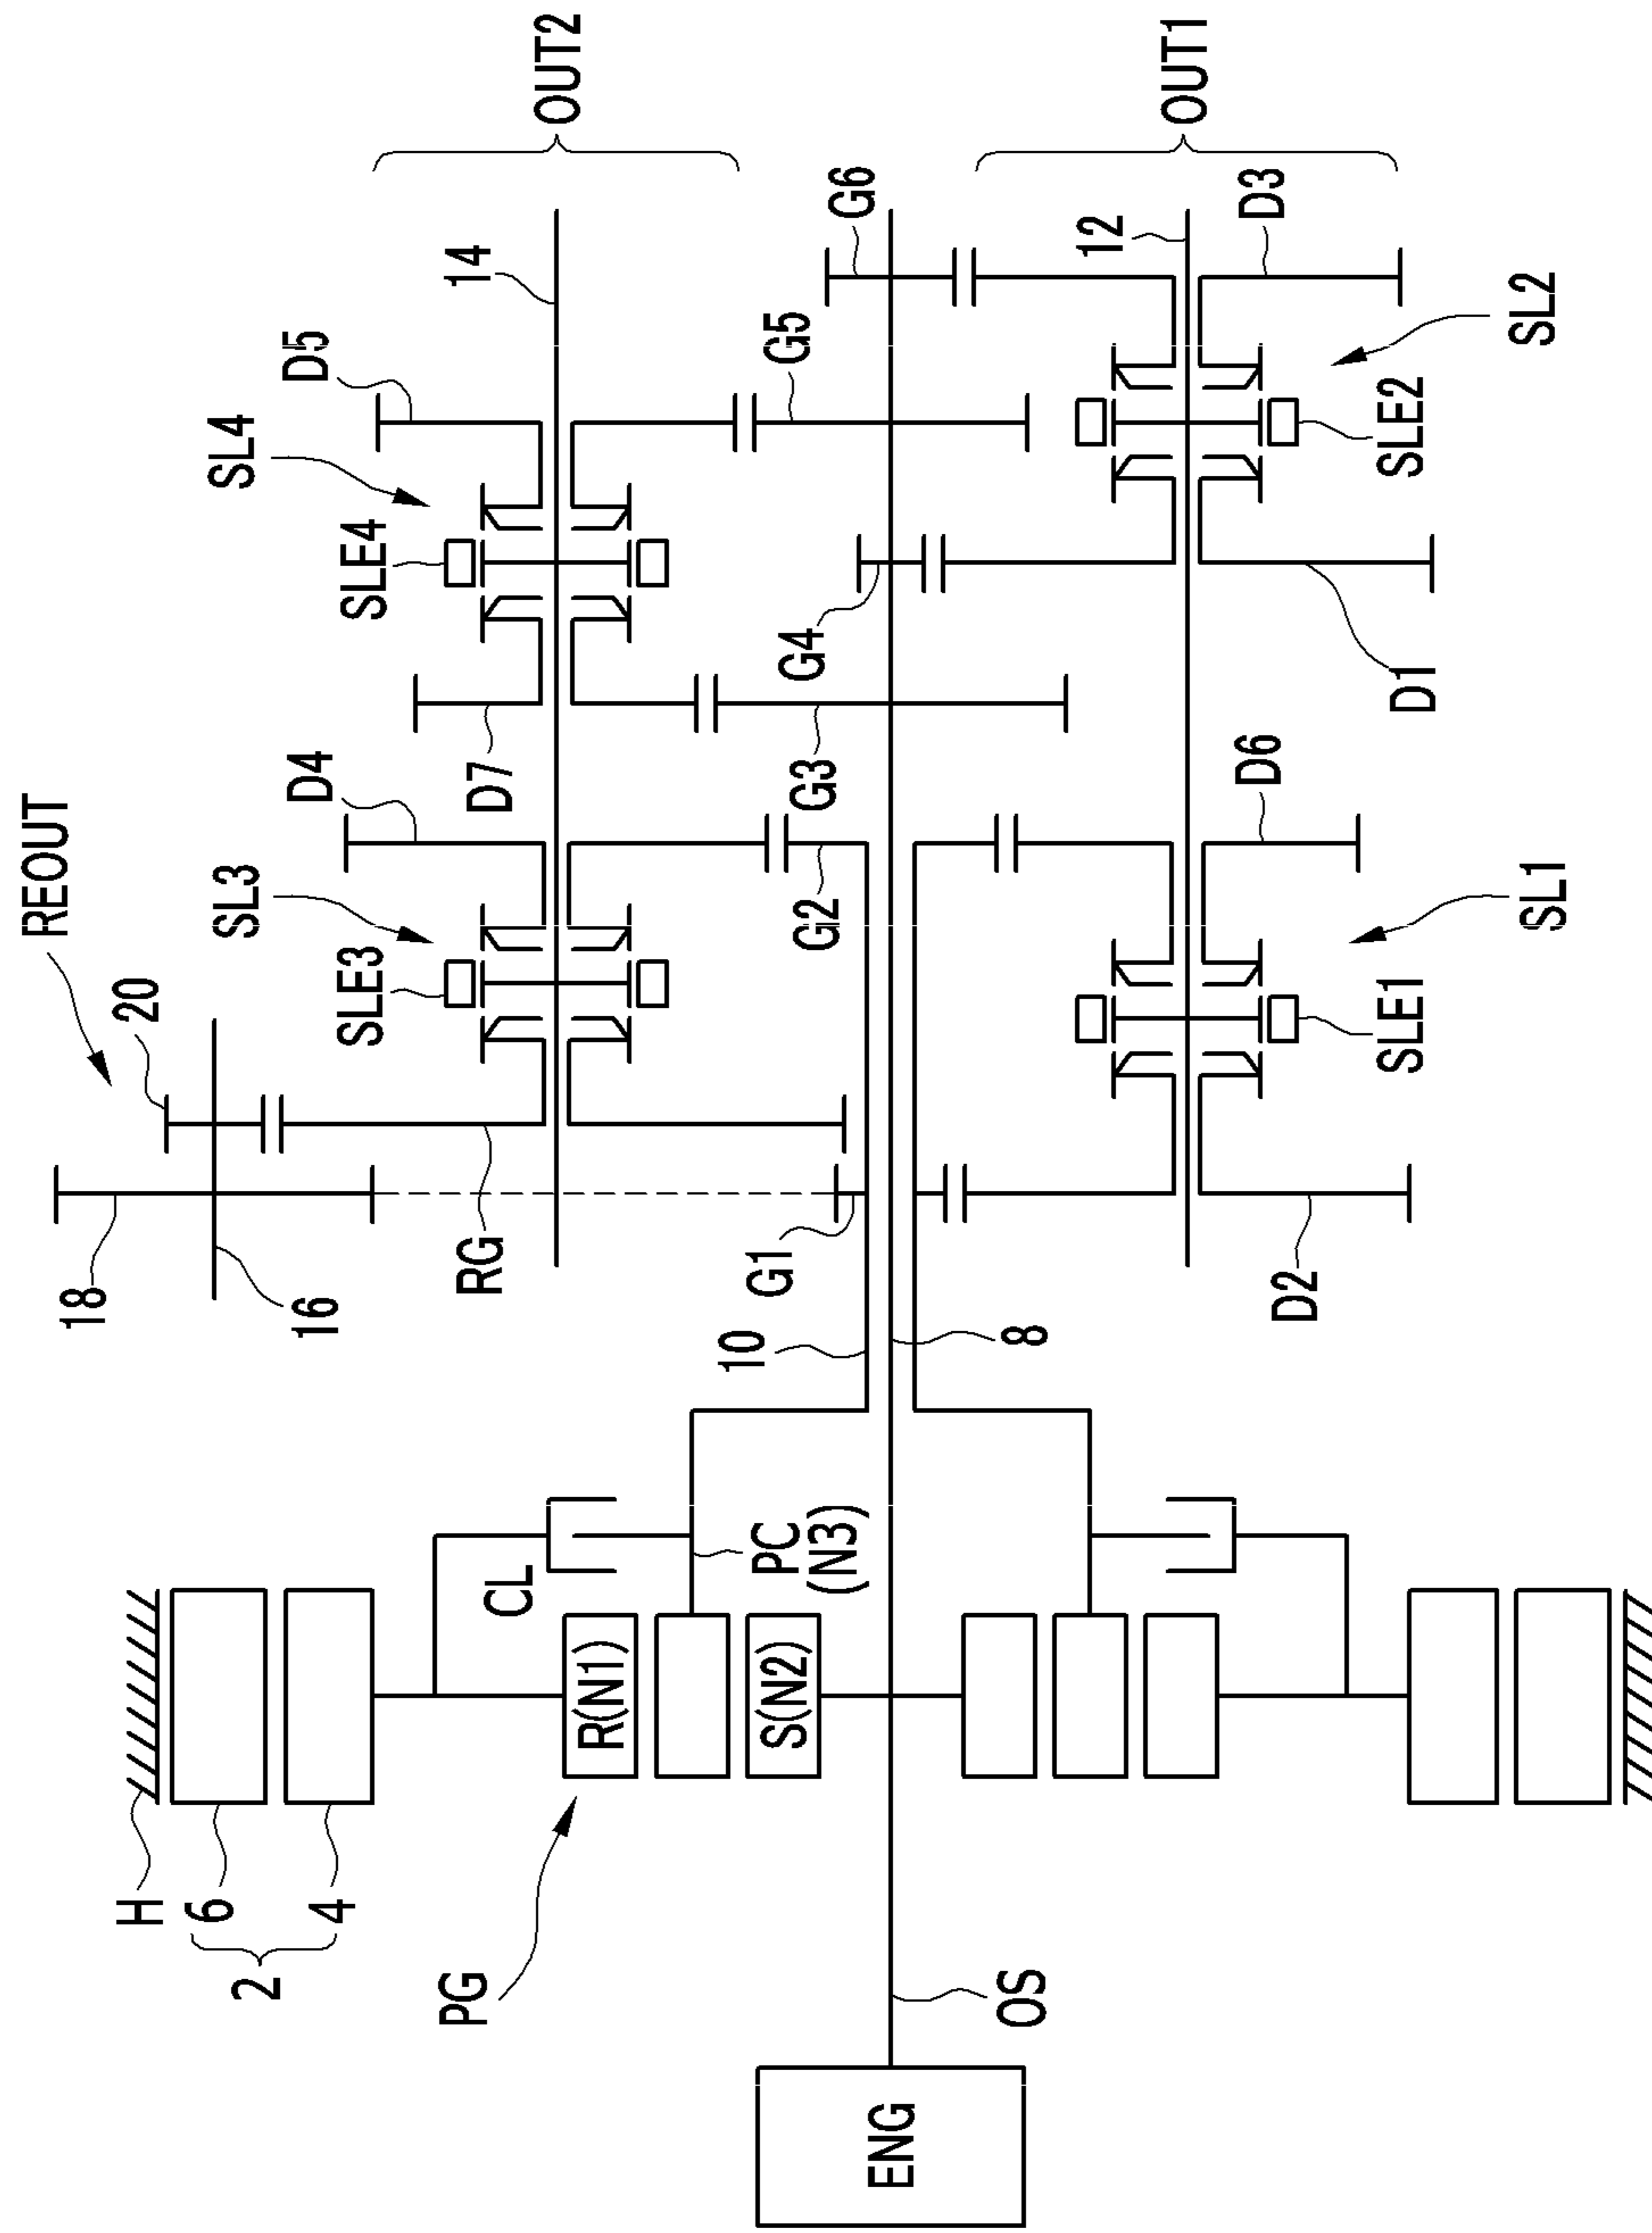 REOUT
20
18
16
RG
D4
SL3
SLE3
D7
SL4
SLE4
D5
14
OUT2
G1
G2
G3
G4
G5
G6
10
8
12
D3
SL2
SLE2
D1
D6
SL1
SLE1
D2
OUT1
H
6
4
2
CL
PC
(N3)
R(N1)
S(N2)
PG
OS
ENG